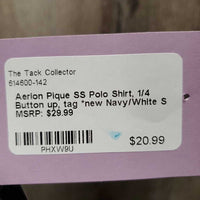 The Tack Collector
614600-142
Aerion Pique SS Polo Shirt, 1/4
Button up, tag *new Navy/White S
MSRP: $29.99
$20.99
PHXW9U